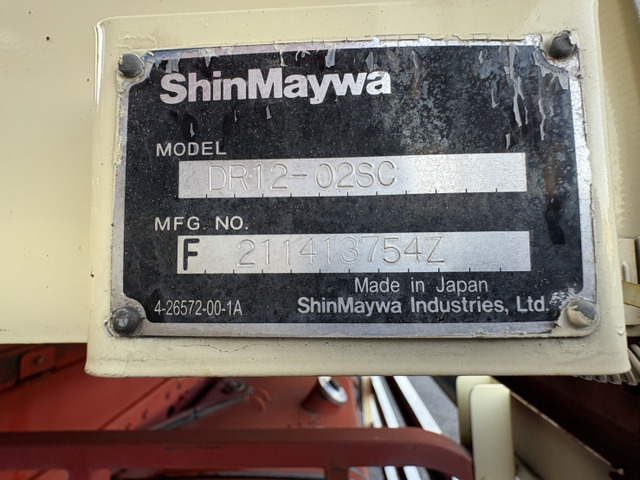 ShinMaywa
MODEL
DR12-02SC
MFG. NO.
F 211413754Z
Made in Japan
4-26572-00-1A
ShinMaywa Industries, Ltd.